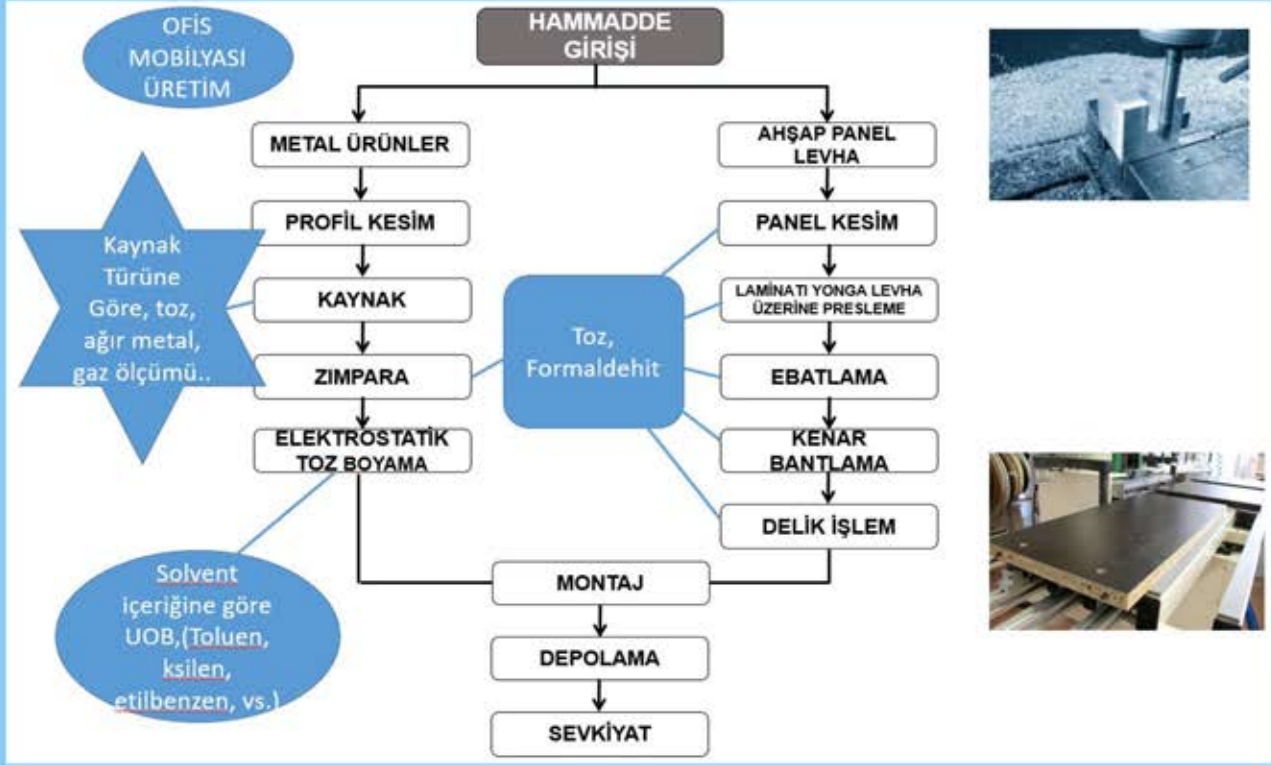 OFİS
MOBİLYASI
ÜRETİM
HAMMADDE
GİRİŞİ
METAL ÜRÜNLER
AHŞAP PANEL
LEVHA
PROFİL KESİM
PANEL KESİM
Kaynak
Türüne
Göre, toz,
ağır metal,
gaz ölçümü..
KAYNAK
LAMİNATI YONGA LEVHA
ÜZERİNE PRESLEME
Toz,
Formaldehit
ZIMPARA
EBATLAMA
ELEKTROSTATİK
TOZ BOYAMA
KENAR
BANTLAMA
DELİK İŞLEM
Solvent
içeriğine göre
UOB,(Toluen,
ksilen,
etilbenzen, vs.)
MONTAJ
DEPOLAMA
SEVKİYAT